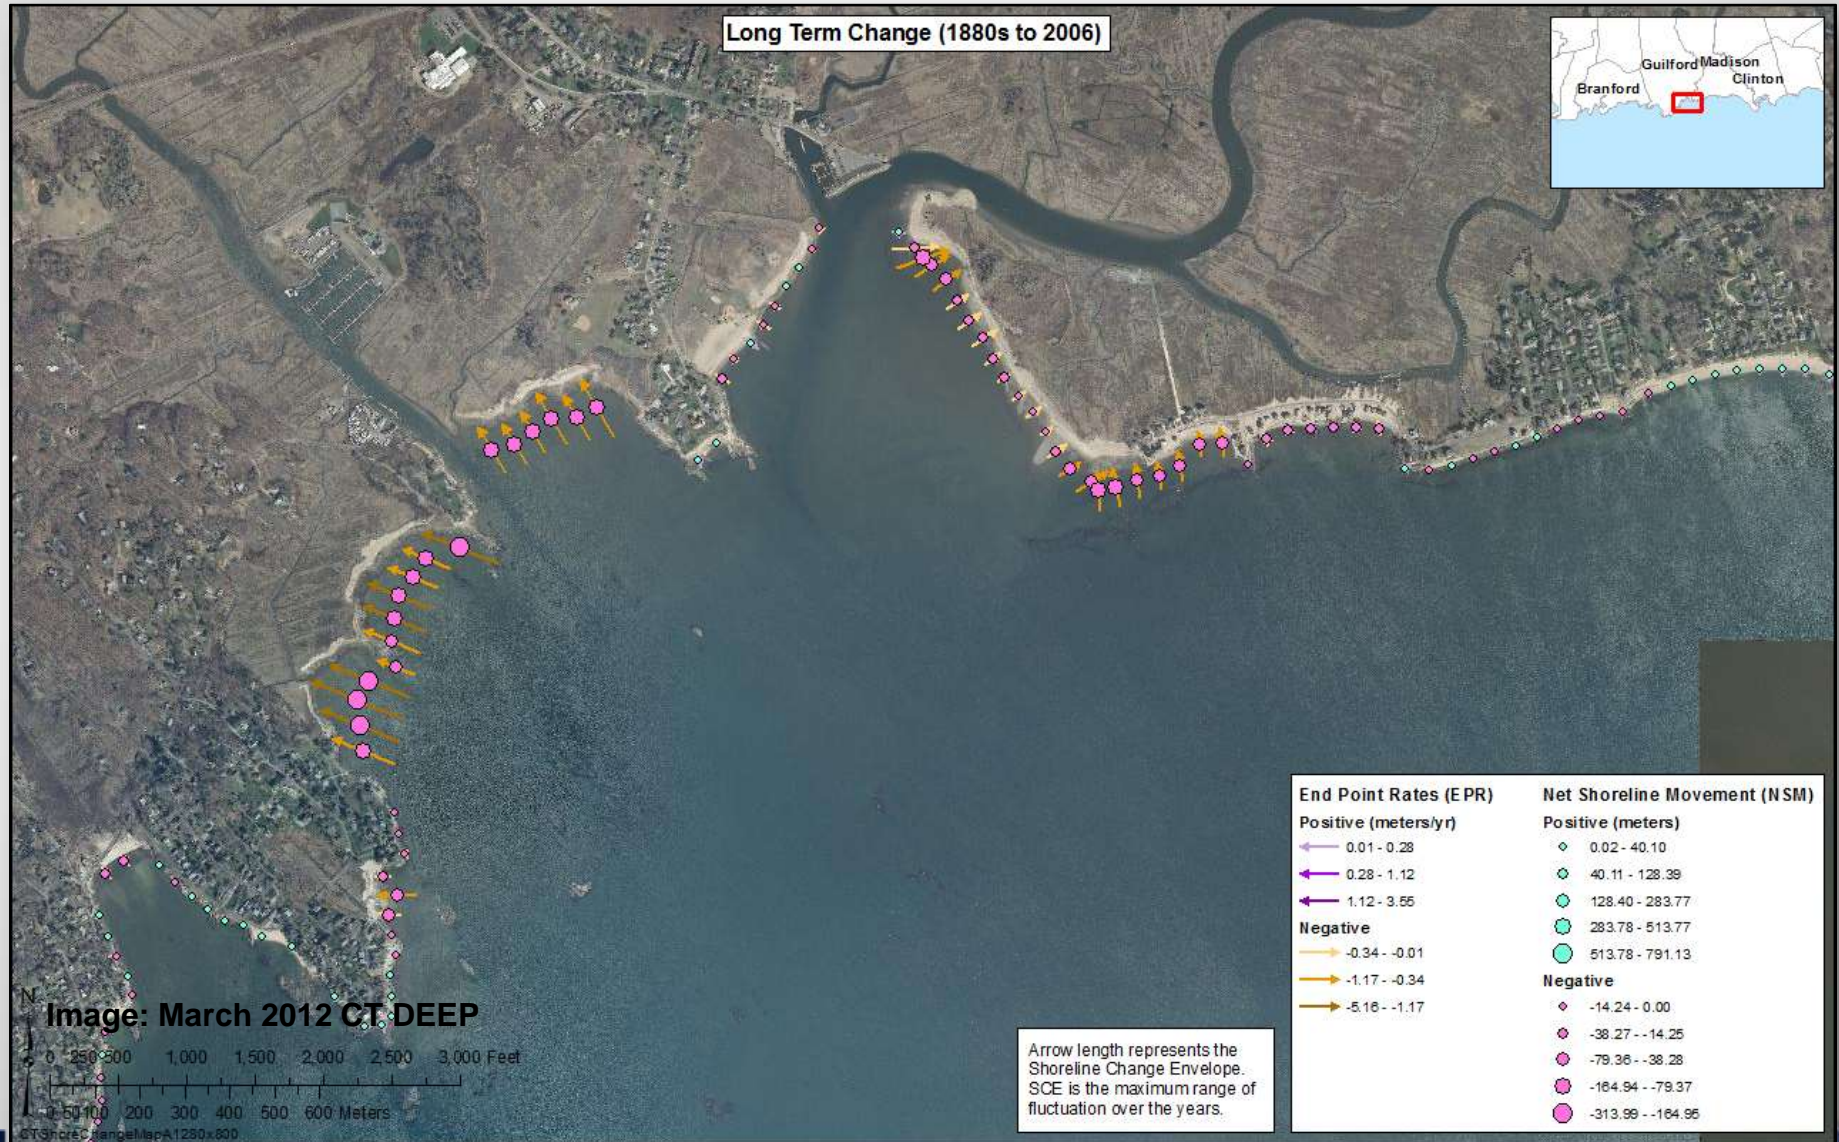 Long Term Change (1880s to 2006)
Guilford Madison
Clinton
Branford
End Point Rates (EPR)
Positive (meters/yr)
0.01 - 0.28
0.28 - 1.12
1.12 - 3.55
Negative
-0.34 - -0.01
-1.17 - -0.34
-5.16 - -1.17
Net Shoreline Movement (NSM)
Positive (meters)
0.02 - 40.10
40.11 - 128.39
128.40 - 283.77
283.78 - 513.77
513.78 - 791.13
Negative
-14.24 - 0.00
-38.27 - -14.25
-79.36 - -38.28
-164.94 - -79.37
-313.99 - -164.95
Arrow length represents the
Shoreline Change Envelope.
SCE is the maximum range of
fluctuation over the years.
N
Image: March 2012 CT DEEP
0 250 500 1,000 1,500 2,000 2,500 3,000 Feet
0 50 100 200 300 400 500 600 Meters
CTShoreChangeMapA1280x800